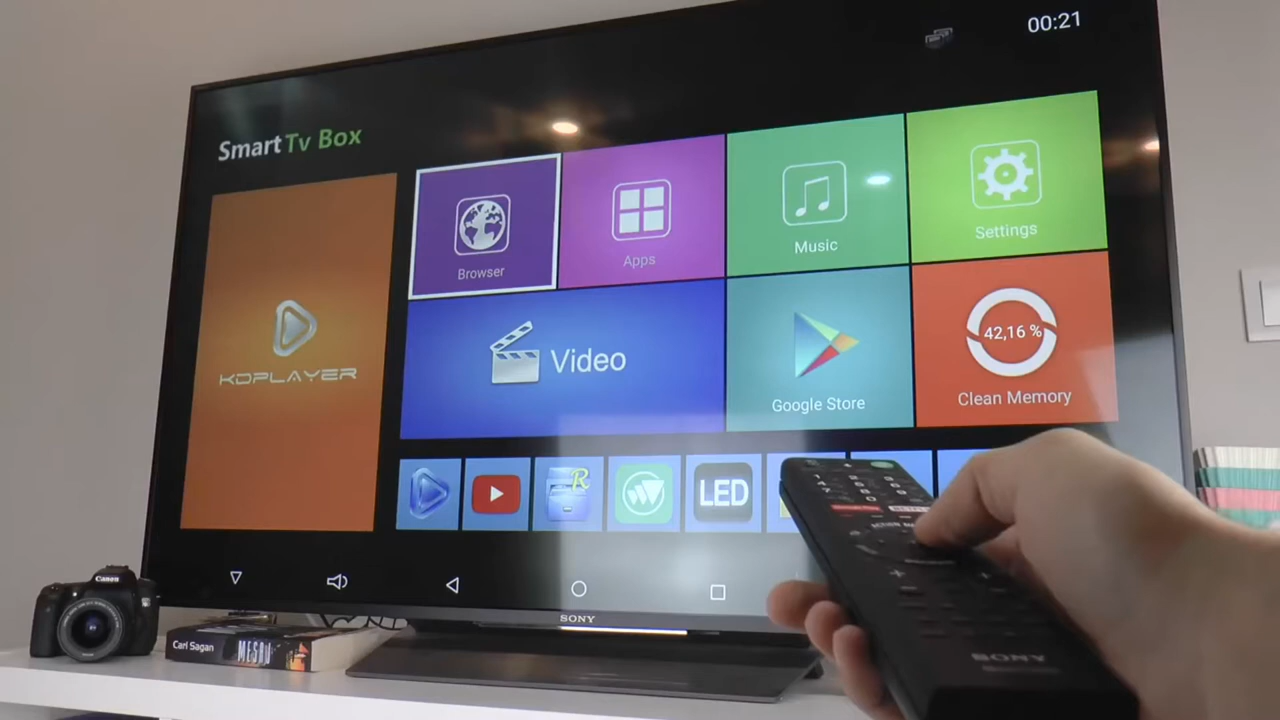 00:21
Smart Tv Box
Browser
Apps
Music
Settings
KDPLAYER
Video
Google Store
42,16 %
Clean Memory
R
LED
SONY
Canon
Carl Sagan
SONY